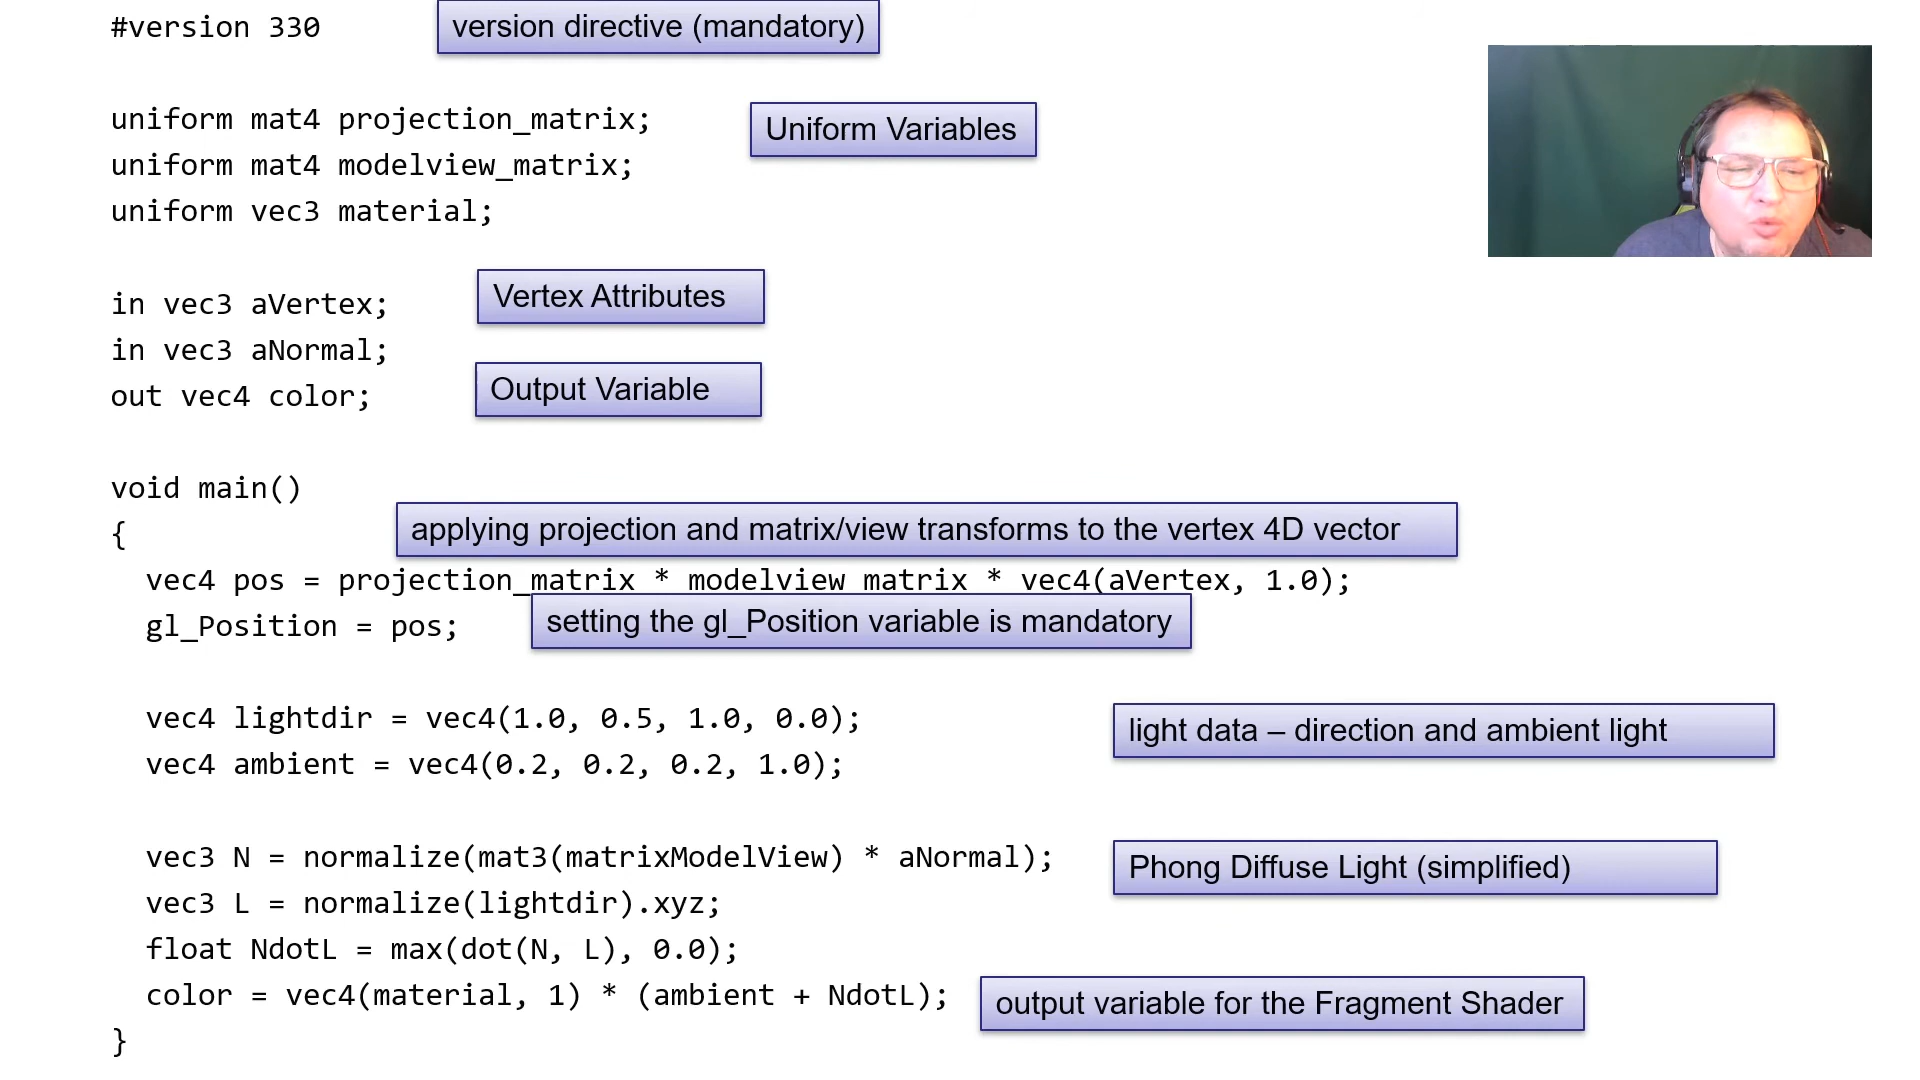 #version 330
version directive (mandatory)
uniform mat4 projection_matrix;
Uniform Variables
uniform mat4 modelview_matrix;
uniform vec3 material;
in vec3 aVertex;
Vertex Attributes
in vec3 aNormal;
out vec4 color;
Output Variable
void main()
{
applying projection and matrix/view transforms to the vertex 4D vector
vec4 pos = projection_matrix * modelview matrix * vec4(aVertex, 1.0);
gl_Position = pos;
setting the gl_Position variable is mandatory
vec4 lightdir = vec4(1.0, 0.5, 1.0, 0.0);
light data – direction and ambient light
vec4 ambient = vec4(0.2, 0.2, 0.2, 1.0);
vec3 N = normalize(mat3(matrixModelView) * aNormal);
Phong Diffuse Light (simplified)
vec3 L = normalize(lightdir).xyz;
float NdotL = max(dot(N, L), 0.0);
color = vec4(material, 1) * (ambient + NdotL);
output variable for the Fragment Shader
}